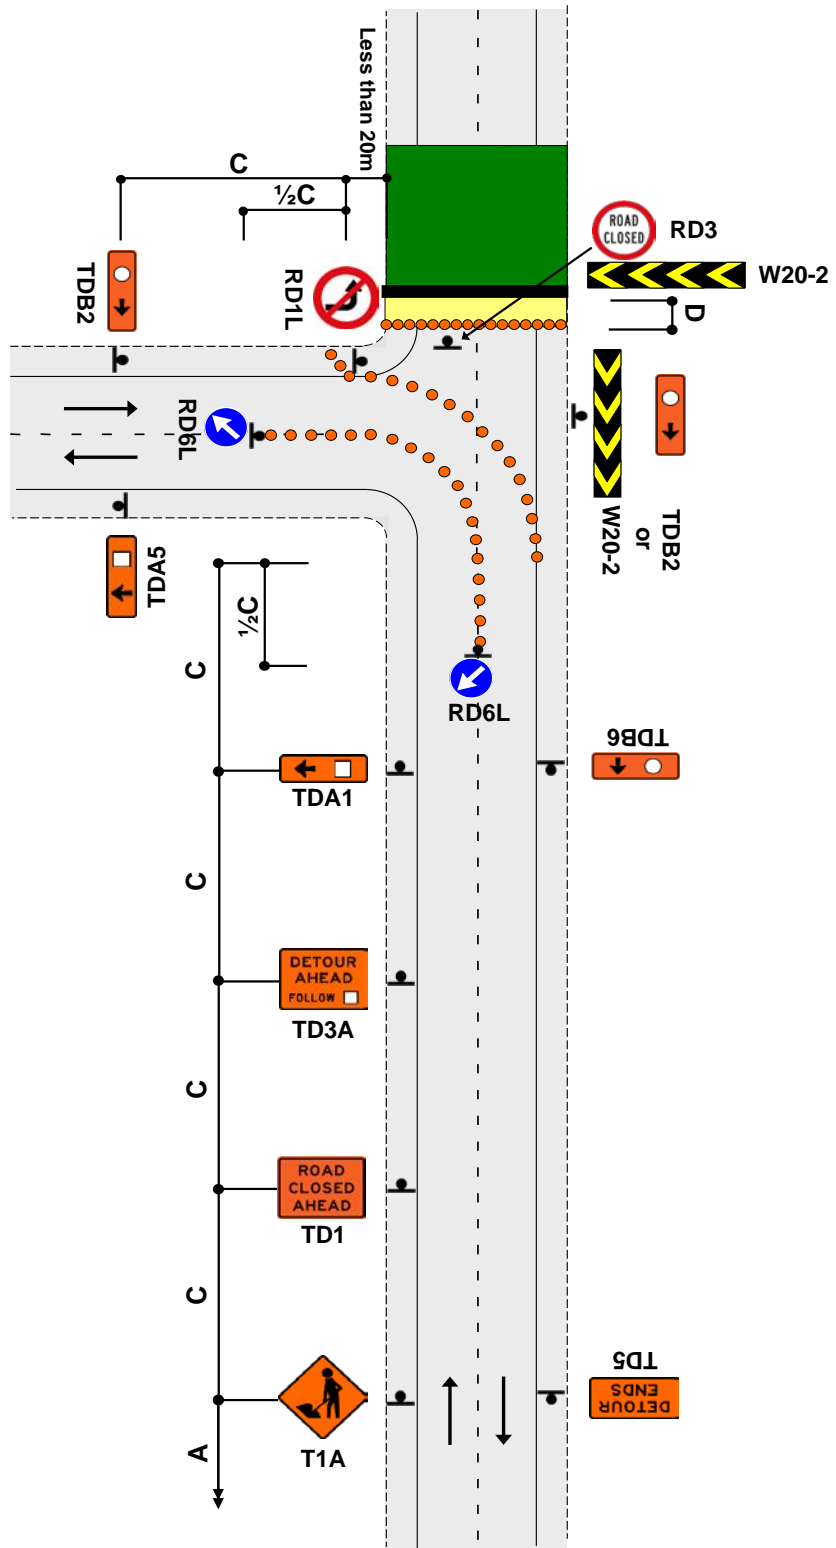 Less than 20m
C
½C
TDB2
RD1L
ROAD
CLOSED
RD3
W20-2
D
RD6L
TDB2
or
W20-2
TDA5
½C
C
RD6L
TDB6
TDA1
C
DETOUR
AHEAD
FOLLOW
TD3A
C
ROAD
CLOSED
AHEAD
TD1
C
TD5
DETOUR
ENDS
T1A
A